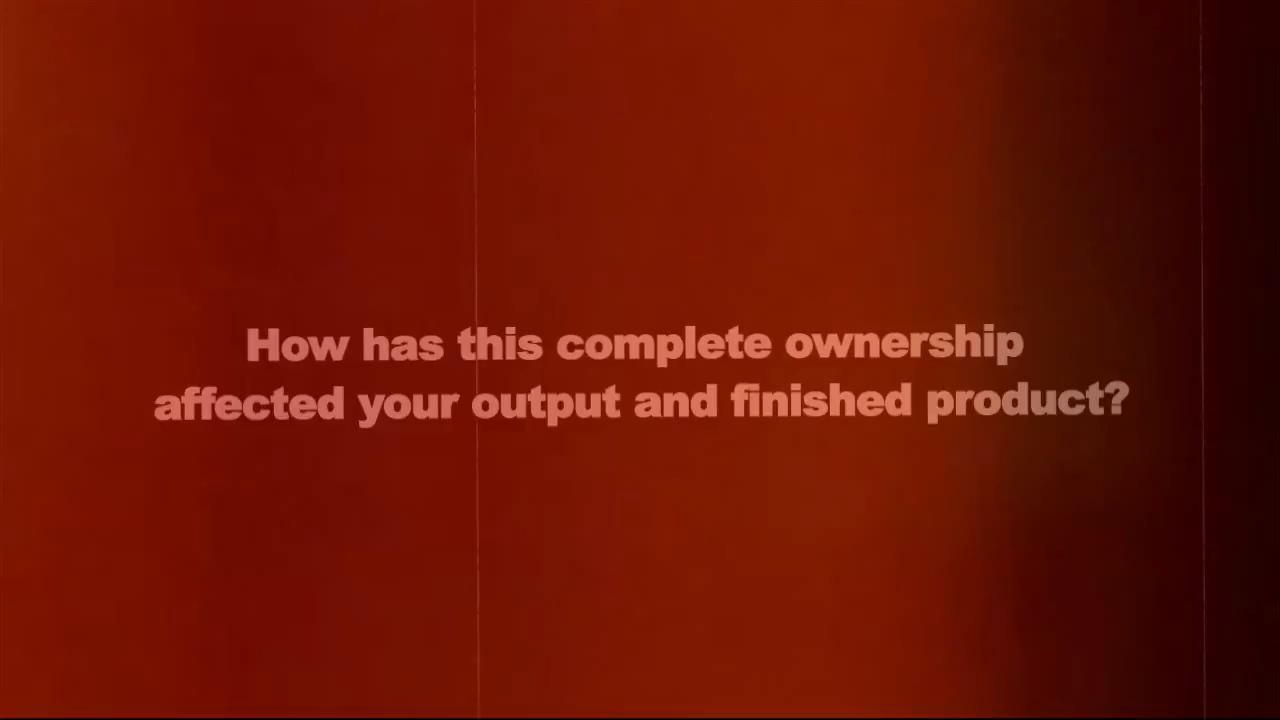 How has this complete ownership
affected your output and finished product?